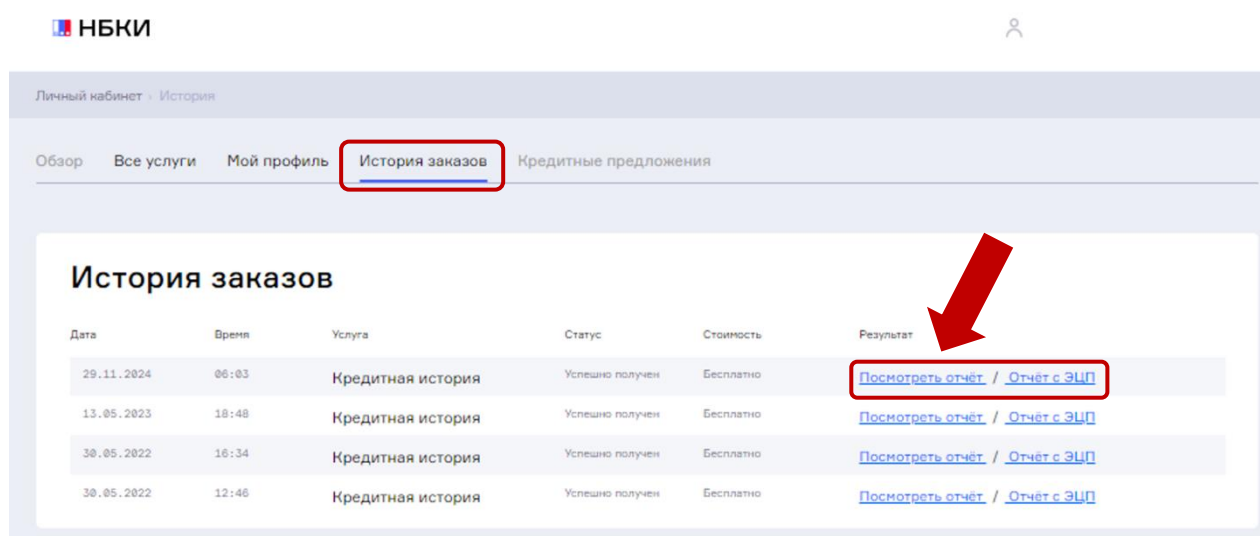 НБКИ
Личный кабинет › История
Обзор Все услуги Мой профиль История заказов Кредитные предложения
История заказов
Дата Время Услуга Статус Стоимость Результат
29.11.2024 06:03 Кредитная история Успешно получен Бесплатно Посмотреть отчёт / Отчёт с ЭЦП
13.05.2023 18:48 Кредитная история Успешно получен Бесплатно Посмотреть отчёт / Отчёт с ЭЦП
30.05.2022 16:34 Кредитная история Успешно получен Бесплатно Посмотреть отчёт / Отчёт с ЭЦП
30.05.2022 12:46 Кредитная история Успешно получен Бесплатно Посмотреть отчёт / Отчёт с ЭЦП